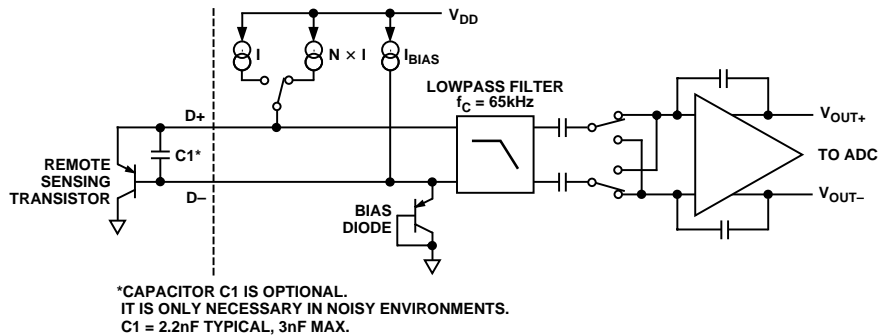 V_DD
I
N × I
I_BIAS
LOWPASS FILTER
f_C = 65kHz
D+
C1*
REMOTE
SENSING
TRANSISTOR
D–
BIAS
DIODE
V_OUT+
TO ADC
V_OUT–
*CAPACITOR C1 IS OPTIONAL.
IT IS ONLY NECESSARY IN NOISY ENVIRONMENTS.
C1 = 2.2nF TYPICAL, 3nF MAX.